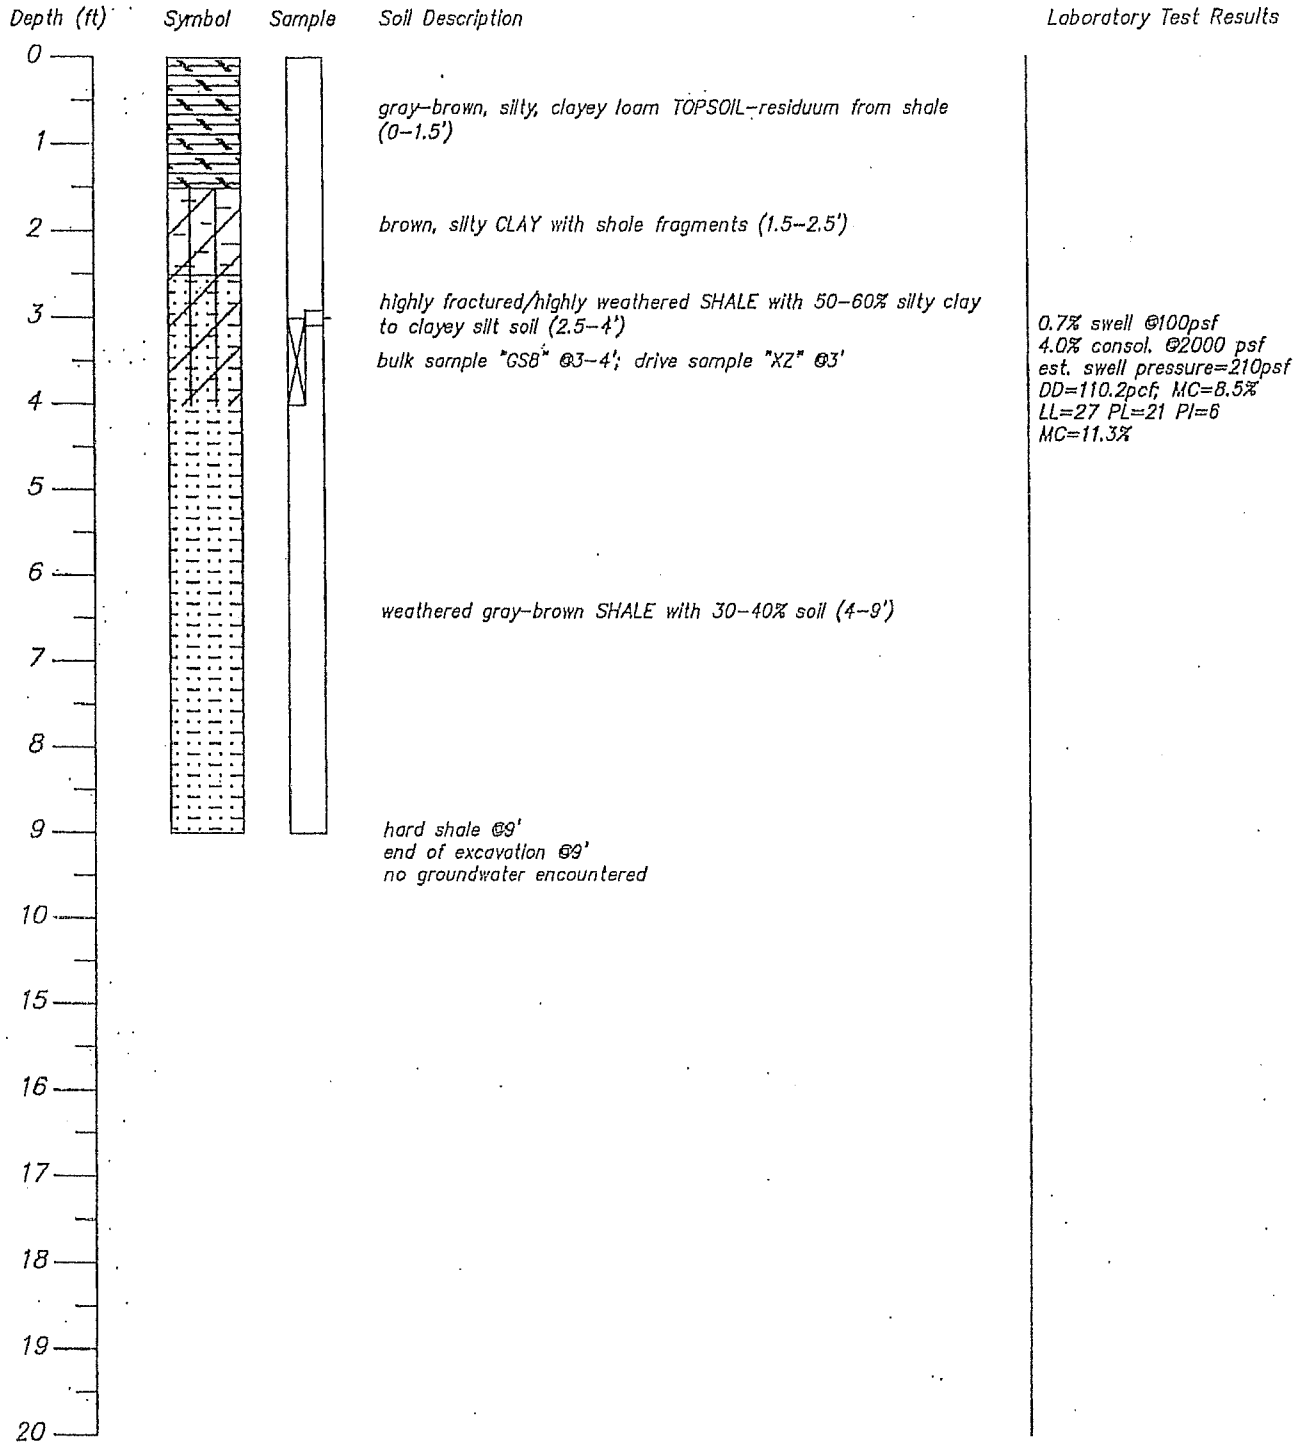 Depth (ft) Symbol Sample Soil Description Laboratory Test Results
0
gray-brown, silty, clayey loam TOPSOIL-residuum from shale
(0-1.5')
1
brown, silty CLAY with shale fragments (1.5-2.5')
2
highly fractured/highly weathered SHALE with 50-60% silty clay
to clayey silt soil (2.5-4')
3
bulk sample "GSB" @3-4'; drive sample "XZ" @3'
0.7% swell @100psf
4.0% consol. @2000 psf
est. swell pressure=210psf
DD=110.2pcf; MC=8.5%
LL=27 PL=21 PI=6
MC=11.3%
4
5
6
weathered gray-brown SHALE with 30-40% soil (4-9')
7
8
9
hard shale @9'
end of excavation @9'
no groundwater encountered
10
15
16
17
18
19
20